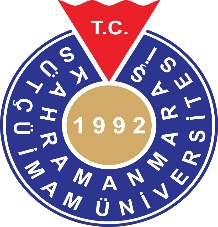 T.C.
KAHRAMANMARAŞ
SÜTÇÜ İMAM ÜNİVERSİTESİ
1992